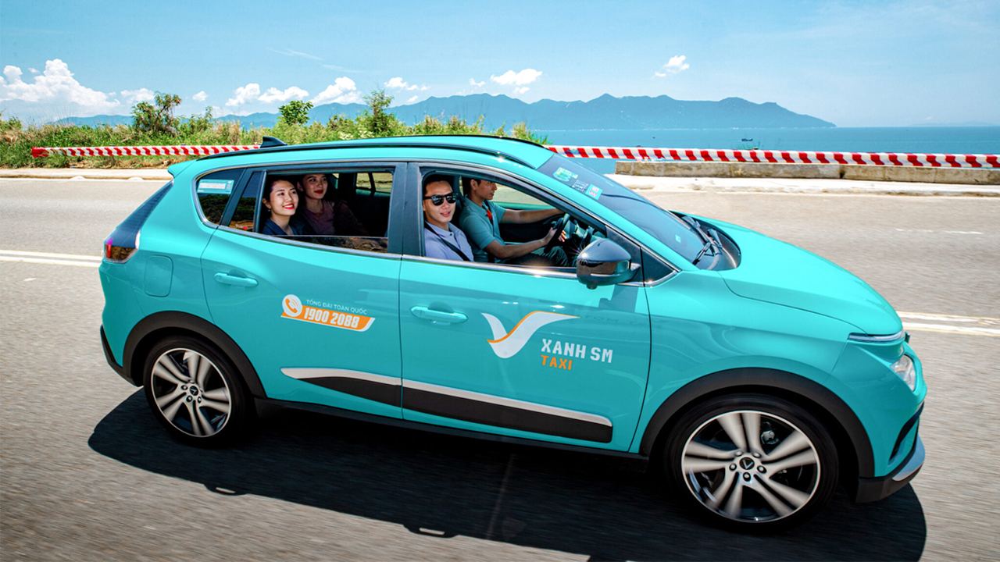 TỔNG ĐÀI TOÀN QUỐC
1900 2088
XANH SM
TAXI